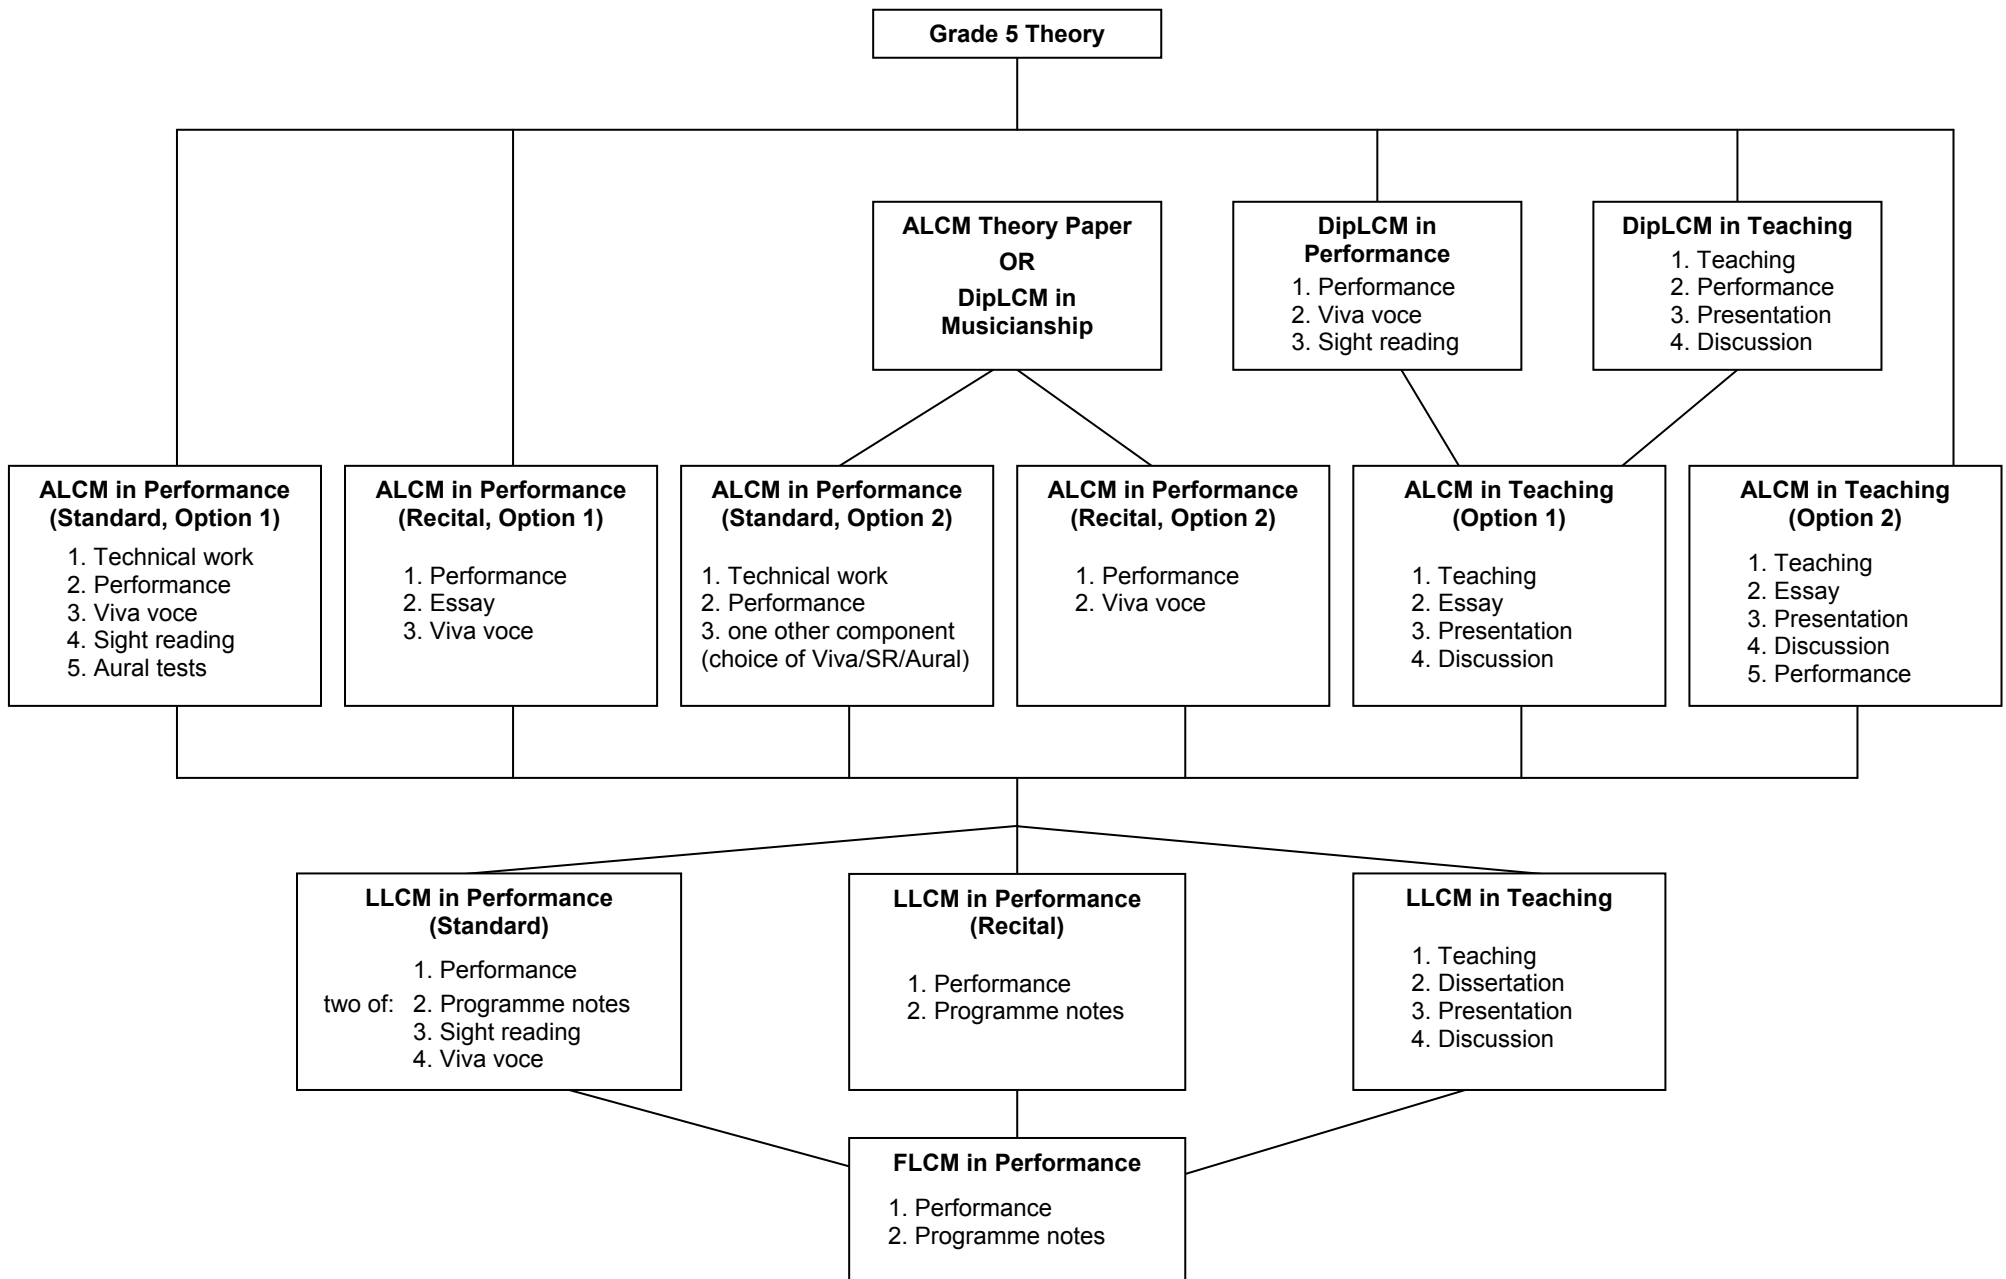 Grade 5 Theory
ALCM Theory Paper
OR
DipLCM in
Musicianship
DipLCM in
Performance
1. Performance
2. Viva voce
3. Sight reading
DipLCM in Teaching
1. Teaching
2. Performance
3. Presentation
4. Discussion
ALCM in Performance
(Standard, Option 1)
1. Technical work
2. Performance
3. Viva voce
4. Sight reading
5. Aural tests
ALCM in Performance
(Recital, Option 1)
1. Performance
2. Essay
3. Viva voce
ALCM in Performance
(Standard, Option 2)
1. Technical work
2. Performance
3. one other component
(choice of Viva/SR/Aural)
ALCM in Performance
(Recital, Option 2)
1. Performance
2. Viva voce
ALCM in Teaching
(Option 1)
1. Teaching
2. Essay
3. Presentation
4. Discussion
ALCM in Teaching
(Option 2)
1. Teaching
2. Essay
3. Presentation
4. Discussion
5. Performance
LLCM in Performance
(Standard)
1. Performance
two of: 2. Programme notes
3. Sight reading
4. Viva voce
LLCM in Performance
(Recital)
1. Performance
2. Programme notes
LLCM in Teaching
1. Teaching
2. Dissertation
3. Presentation
4. Discussion
FLCM in Performance
1. Performance
2. Programme notes